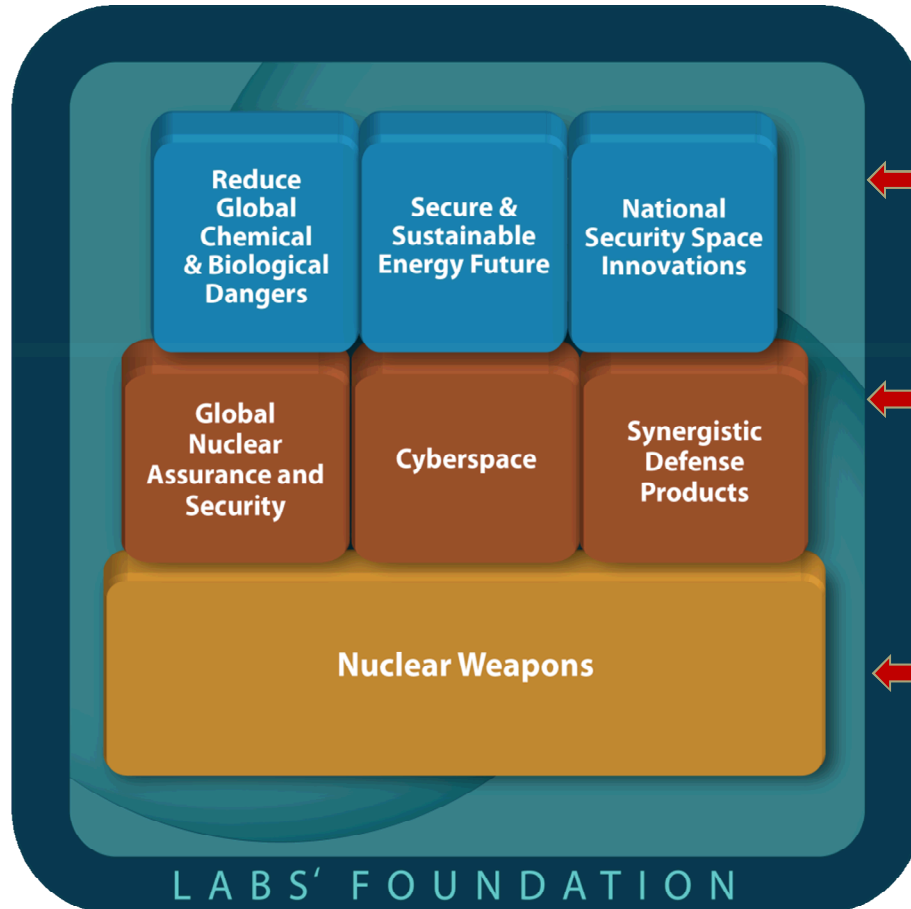 Reduce
Global
Chemical
& Biological
Dangers
Secure &
Sustainable
Energy Future
National
Security Space
Innovations
Global
Nuclear
Assurance and
Security
Cyberspace
Synergistic
Defense
Products
Nuclear Weapons
LABS‘ FOUNDATION